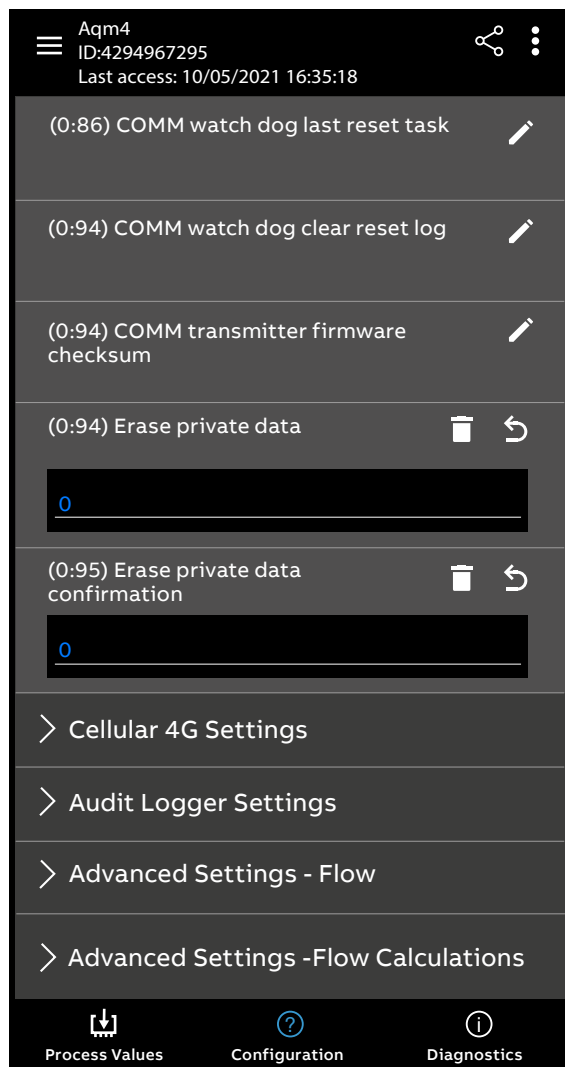 Aqm4
ID:4294967295
Last access: 10/05/2021 16:35:18
(0:86) COMM watch dog last reset task
(0:94) COMM watch dog clear reset log
(0:94) COMM transmitter firmware
checksum
(0:94) Erase private data
0
(0:95) Erase private data
confirmation
0
Cellular 4G Settings
Audit Logger Settings
Advanced Settings - Flow
Advanced Settings -Flow Calculations
Process Values
Configuration
Diagnostics